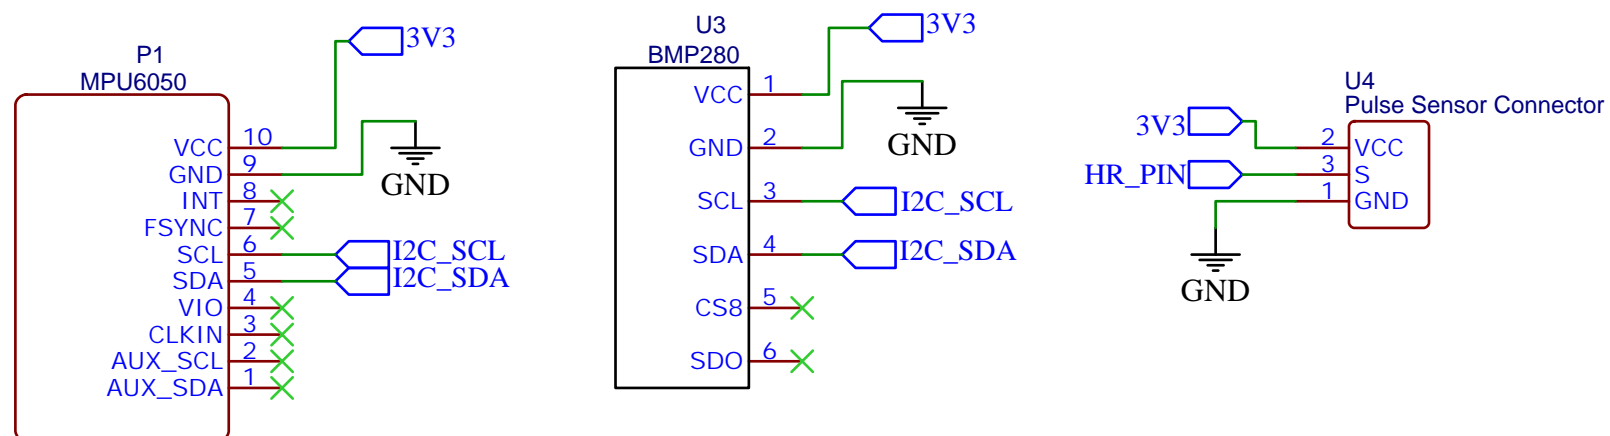 P1
MPU6050
3V3
VCC 10
GND 9
GND
INT 8
FSYNC 7
SCL 6 I2C_SCL
SDA 5 I2C_SDA
VIO 4
CLKIN 3
AUX_SCL 2
AUX_SDA 1
U3
BMP280
3V3
VCC 1
GND 2
GND
SCL 3 I2C_SCL
SDA 4 I2C_SDA
CS8 5
SDO 6
U4
Pulse Sensor Connector
3V3 2 VCC
HR_PIN 3 S
1 GND
GND